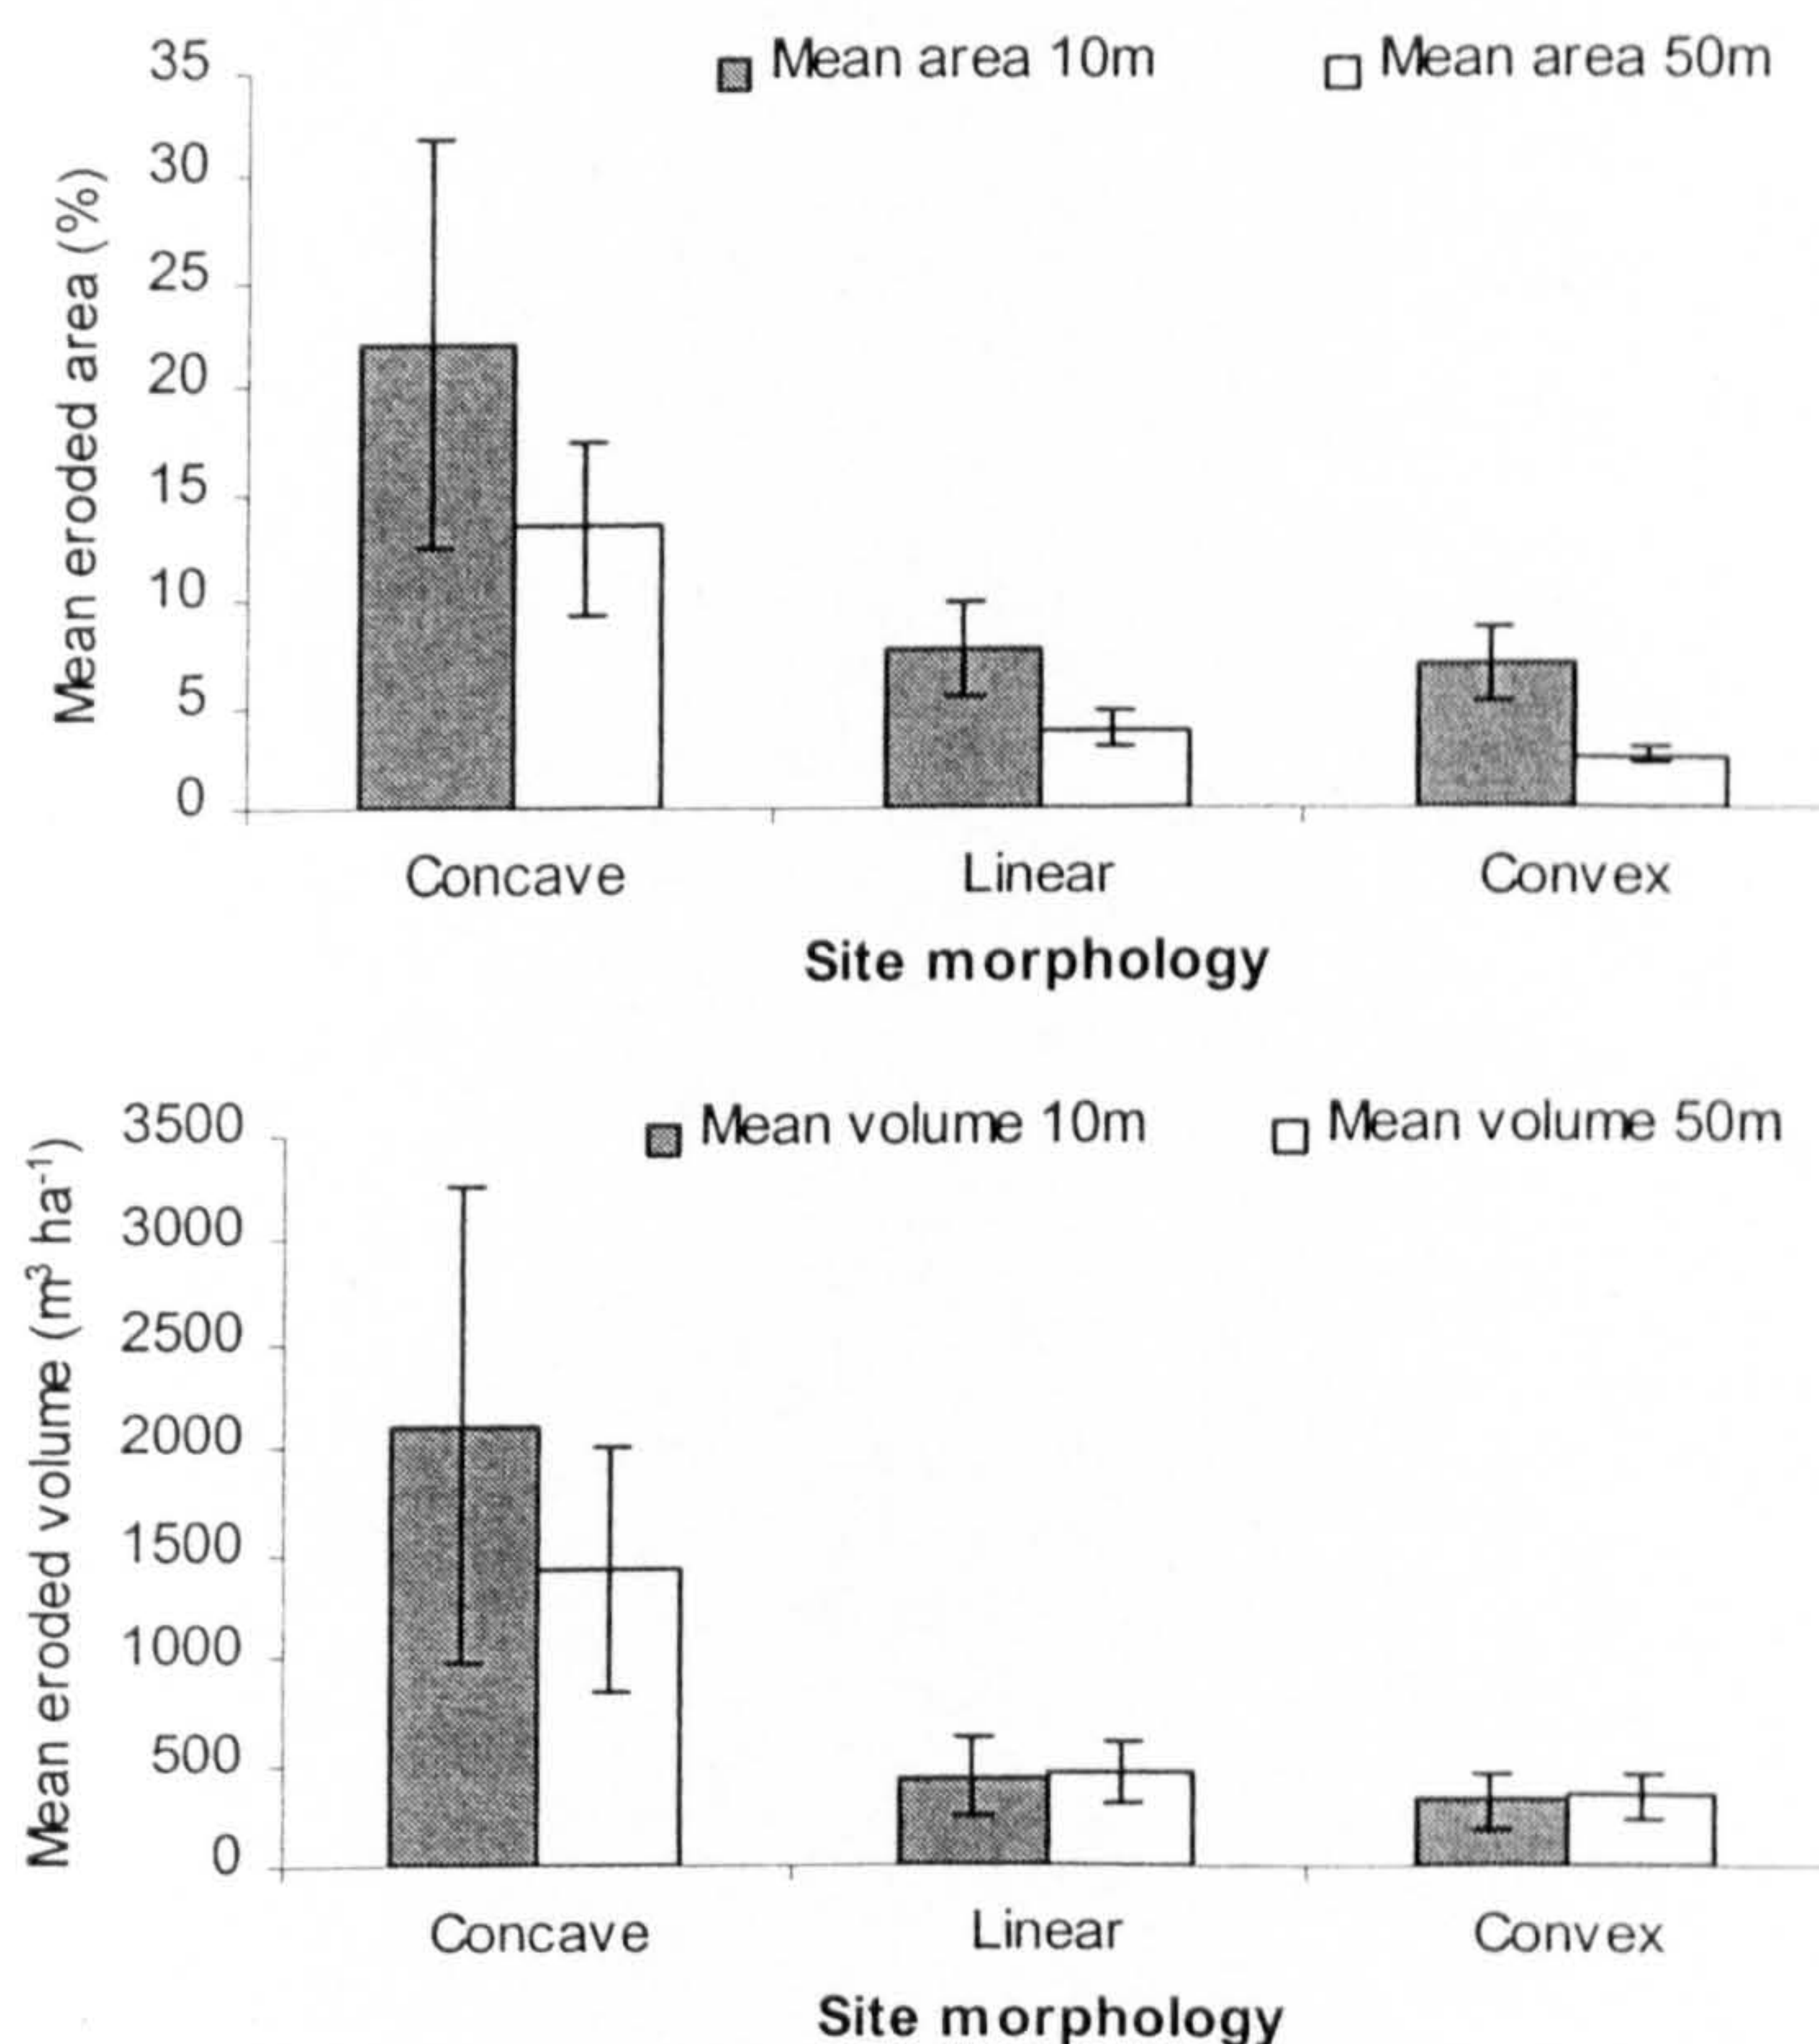 Mean area 10m Mean area 50m
Mean eroded area (%)
35
30
25
20
15
10
5
0
Concave Linear Convex
Site morphology
Mean volume 10m Mean volume 50m
Mean eroded volume (m³ ha⁻¹)
3500
3000
2500
2000
1500
1000
500
0
Concave Linear Convex
Site morphology